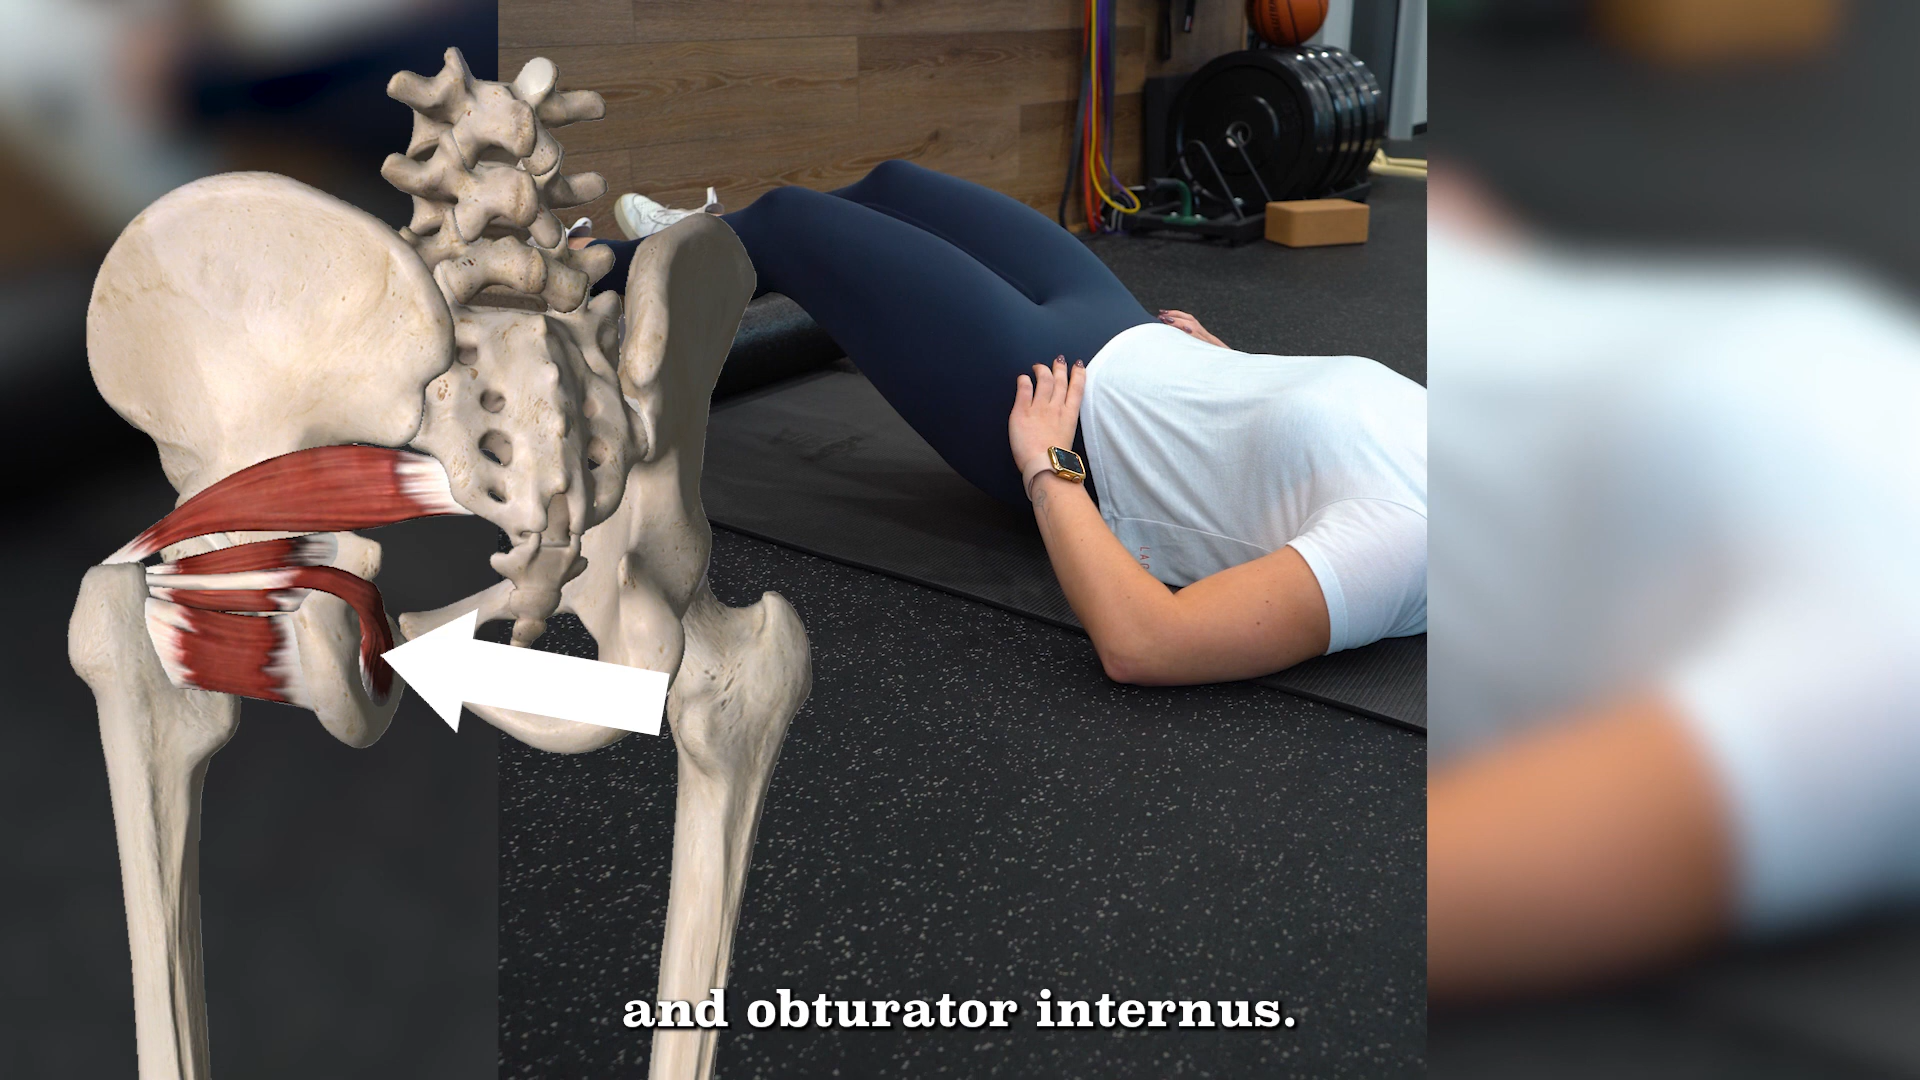 and obturator internus.